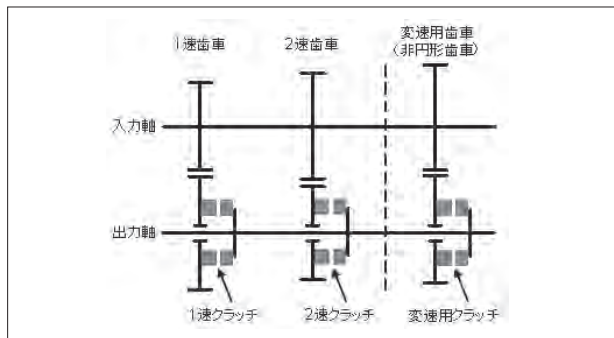 1速歯車
2速歯車
変速用歯車
(非円形歯車)
入力軸
出力軸
1速クラッチ
2速クラッチ
変速用クラッチ